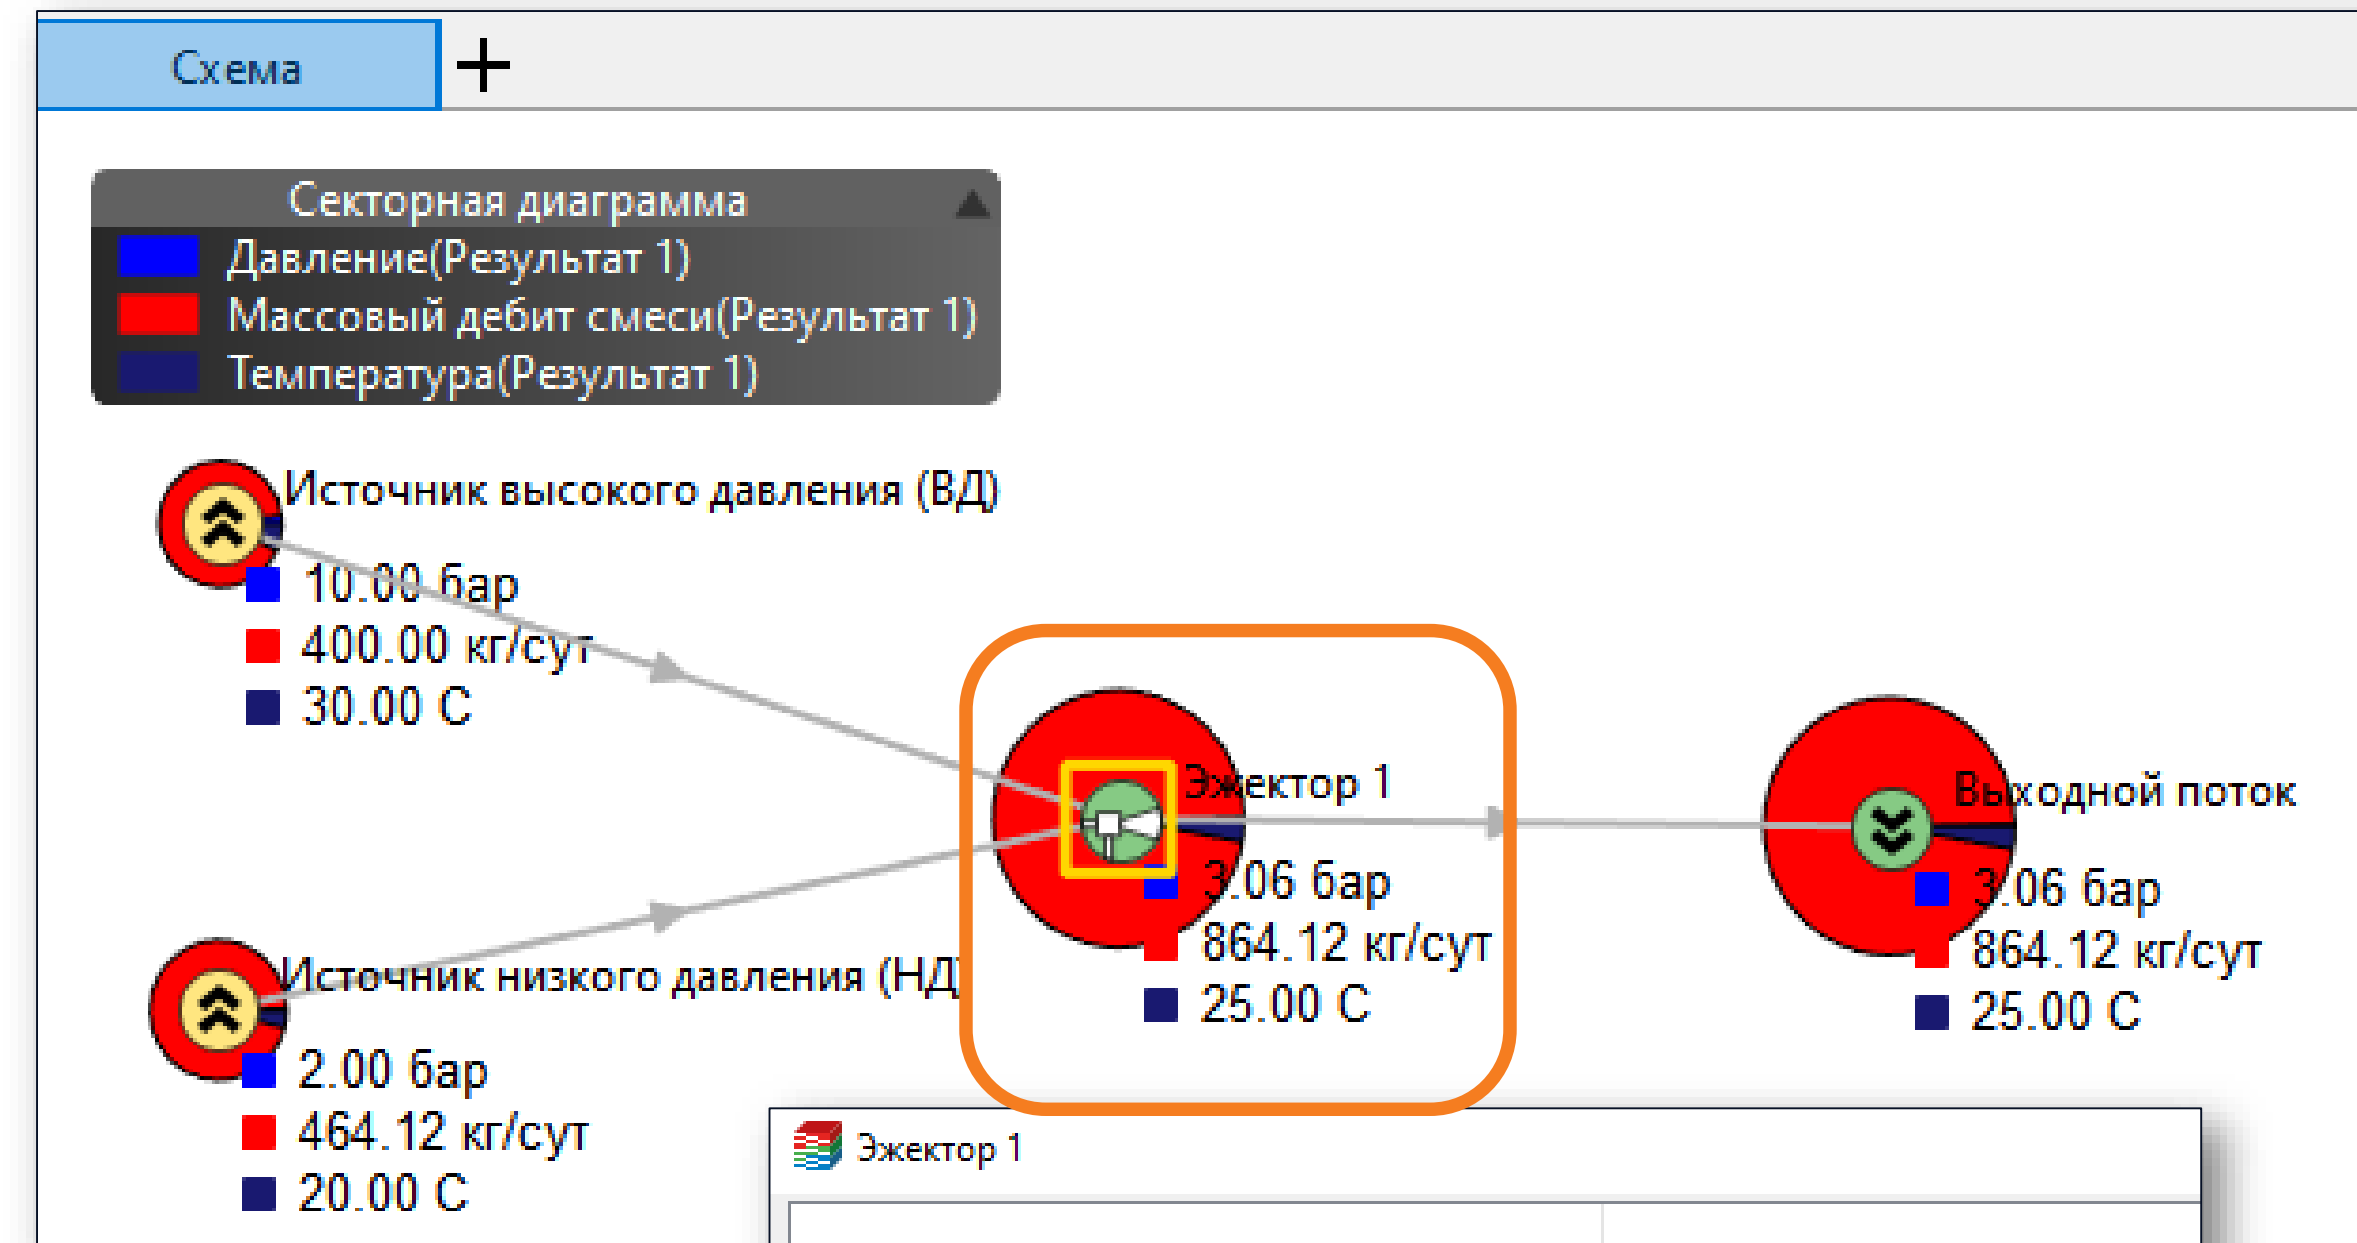 Схема
Секторная диаграмма
Давление(Результат 1)
Массовый дебит смеси(Результат 1)
Температура(Результат 1)
Источник высокого давления (ВД)
10.00 бар
400.00 кг/сут
30.00 C
Эжектор 1
3.06 бар
864.12 кг/сут
25.00 C
Выходной поток
3.06 бар
864.12 кг/сут
25.00 C
Источник низкого давления (НД)
2.00 бар
464.12 кг/сут
20.00 C
Эжектор 1